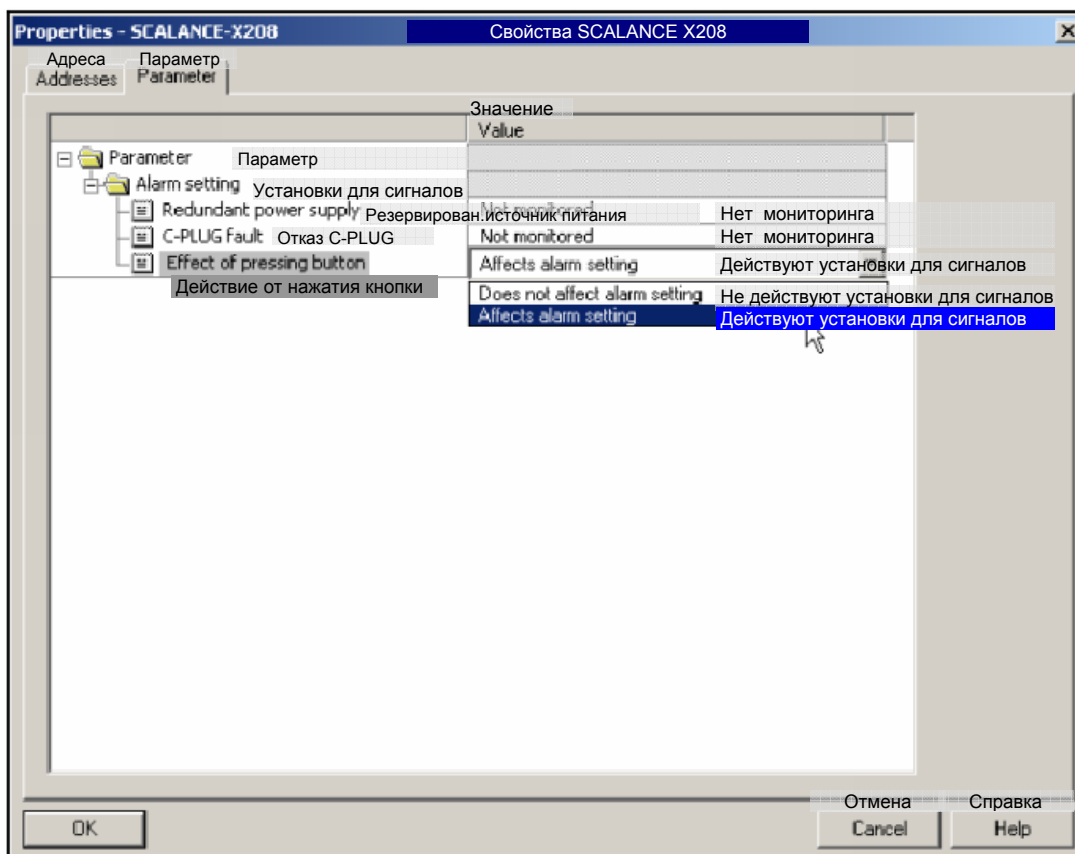 Properties - SCALANCE-X208 Свойства SCALANCE X208
Адреса Параметр
Addresses Parameter
Значение
Value
Parameter Параметр
Alarm setting Установки для сигналов
Redundant power supply Резервирован.источник питания Not monitored Нет мониторинга
C-PLUG Fault Отказ C-PLUG Not monitored Нет мониторинга
Effect of pressing button Affects alarm setting Действуют установки для сигналов
Действие от нажатия кнопки
Does not affect alarm setting Не действуют установки для сигналов
Affects alarm setting Действуют установки для сигналов
Отмена Справка
OK Cancel Help